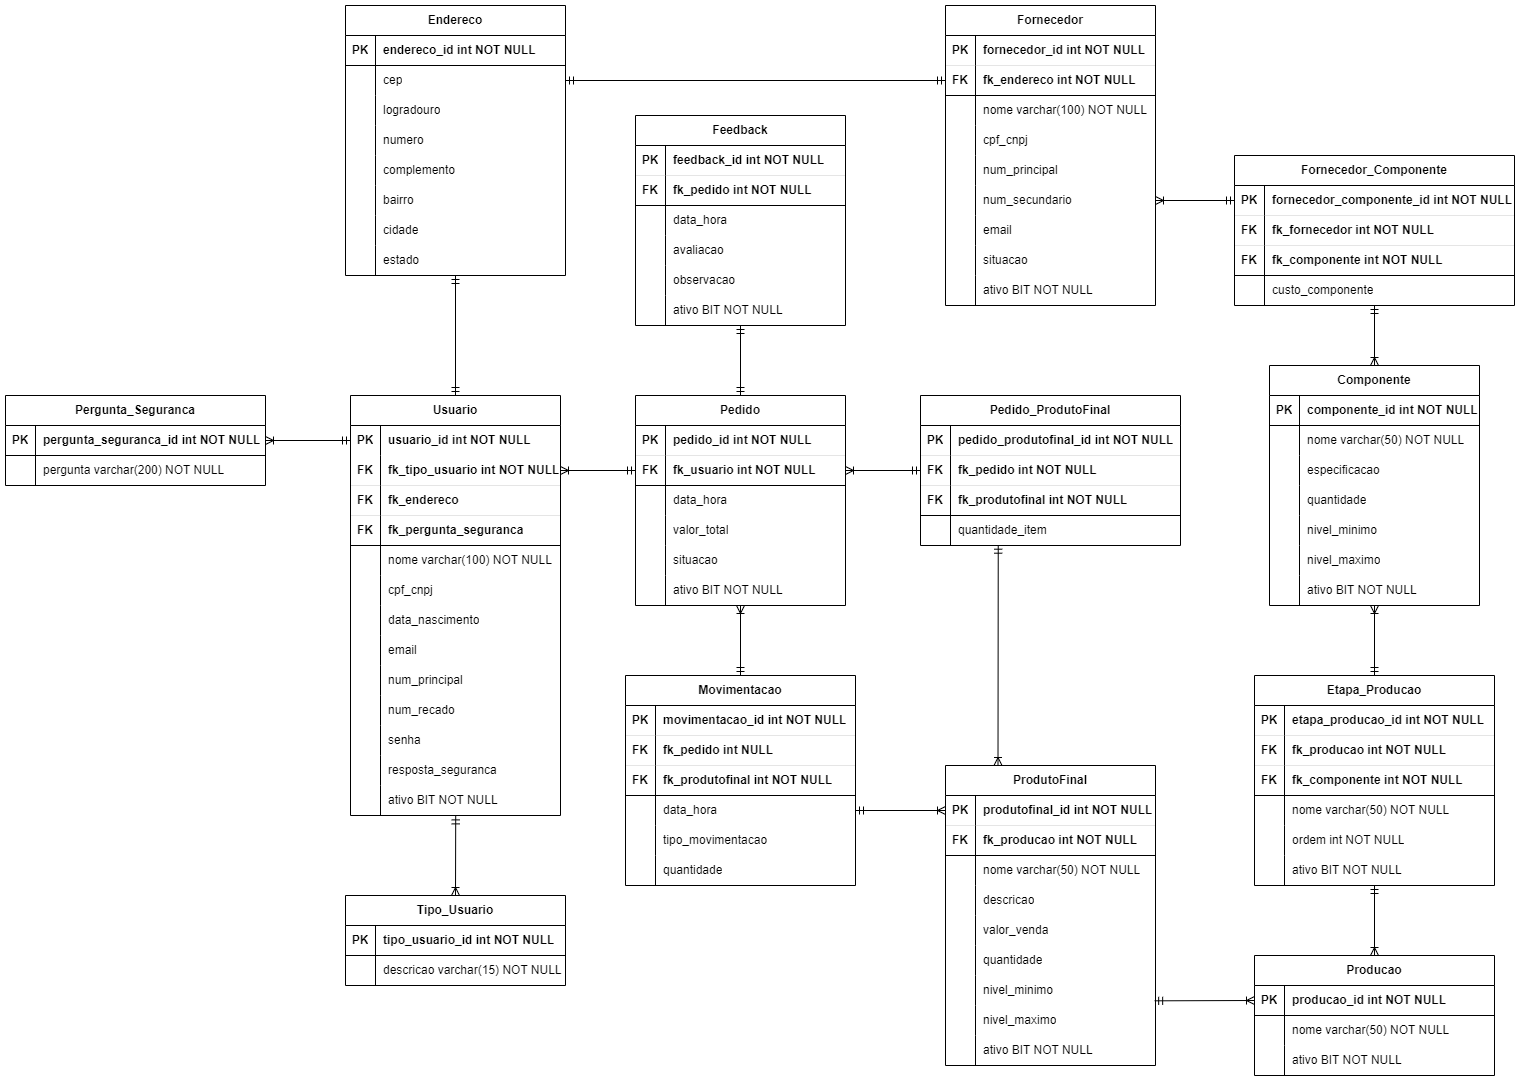 Endereco
PK endereco_id int NOT NULL
cep
logradouro
numero
complemento
bairro
cidade
estado
Fornecedor
PK fornecedor_id int NOT NULL
FK fk_endereco int NOT NULL
nome varchar(100) NOT NULL
cpf_cnpj
num_principal
num_secundario
email
situacao
ativo BIT NOT NULL
Feedback
PK feedback_id int NOT NULL
FK fk_pedido int NOT NULL
data_hora
avaliacao
observacao
ativo BIT NOT NULL
Fornecedor_Componente
PK fornecedor_componente_id int NOT NULL
FK fk_fornecedor int NOT NULL
FK fk_componente int NOT NULL
custo_componente
Pergunta_Seguranca
PK pergunta_seguranca_id int NOT NULL
pergunta varchar(200) NOT NULL
Usuario
PK usuario_id int NOT NULL
FK fk_tipo_usuario int NOT NULL
FK fk_endereco
FK fk_pergunta_seguranca
nome varchar(100) NOT NULL
cpf_cnpj
data_nascimento
email
num_principal
num_recado
senha
resposta_seguranca
ativo BIT NOT NULL
Pedido
PK pedido_id int NOT NULL
FK fk_usuario int NOT NULL
data_hora
valor_total
situacao
ativo BIT NOT NULL
Pedido_ProdutoFinal
PK pedido_produtofinal_id int NOT NULL
FK fk_pedido int NOT NULL
FK fk_produtofinal int NOT NULL
quantidade_item
Componente
PK componente_id int NOT NULL
nome varchar(50) NOT NULL
especificacao
quantidade
nivel_minimo
nivel_maximo
ativo BIT NOT NULL
Movimentacao
PK movimentacao_id int NOT NULL
FK fk_pedido int NULL
FK fk_produtofinal int NOT NULL
data_hora
tipo_movimentacao
quantidade
Etapa_Producao
PK etapa_producao_id int NOT NULL
FK fk_producao int NOT NULL
FK fk_componente int NOT NULL
nome varchar(50) NOT NULL
ordem int NOT NULL
ativo BIT NOT NULL
ProdutoFinal
PK produtofinal_id int NOT NULL
FK fk_producao int NOT NULL
nome varchar(50) NOT NULL
descricao
valor_venda
quantidade
nivel_minimo
nivel_maximo
ativo BIT NOT NULL
Tipo_Usuario
PK tipo_usuario_id int NOT NULL
descricao varchar(15) NOT NULL
Producao
PK producao_id int NOT NULL
nome varchar(50) NOT NULL
ativo BIT NOT NULL